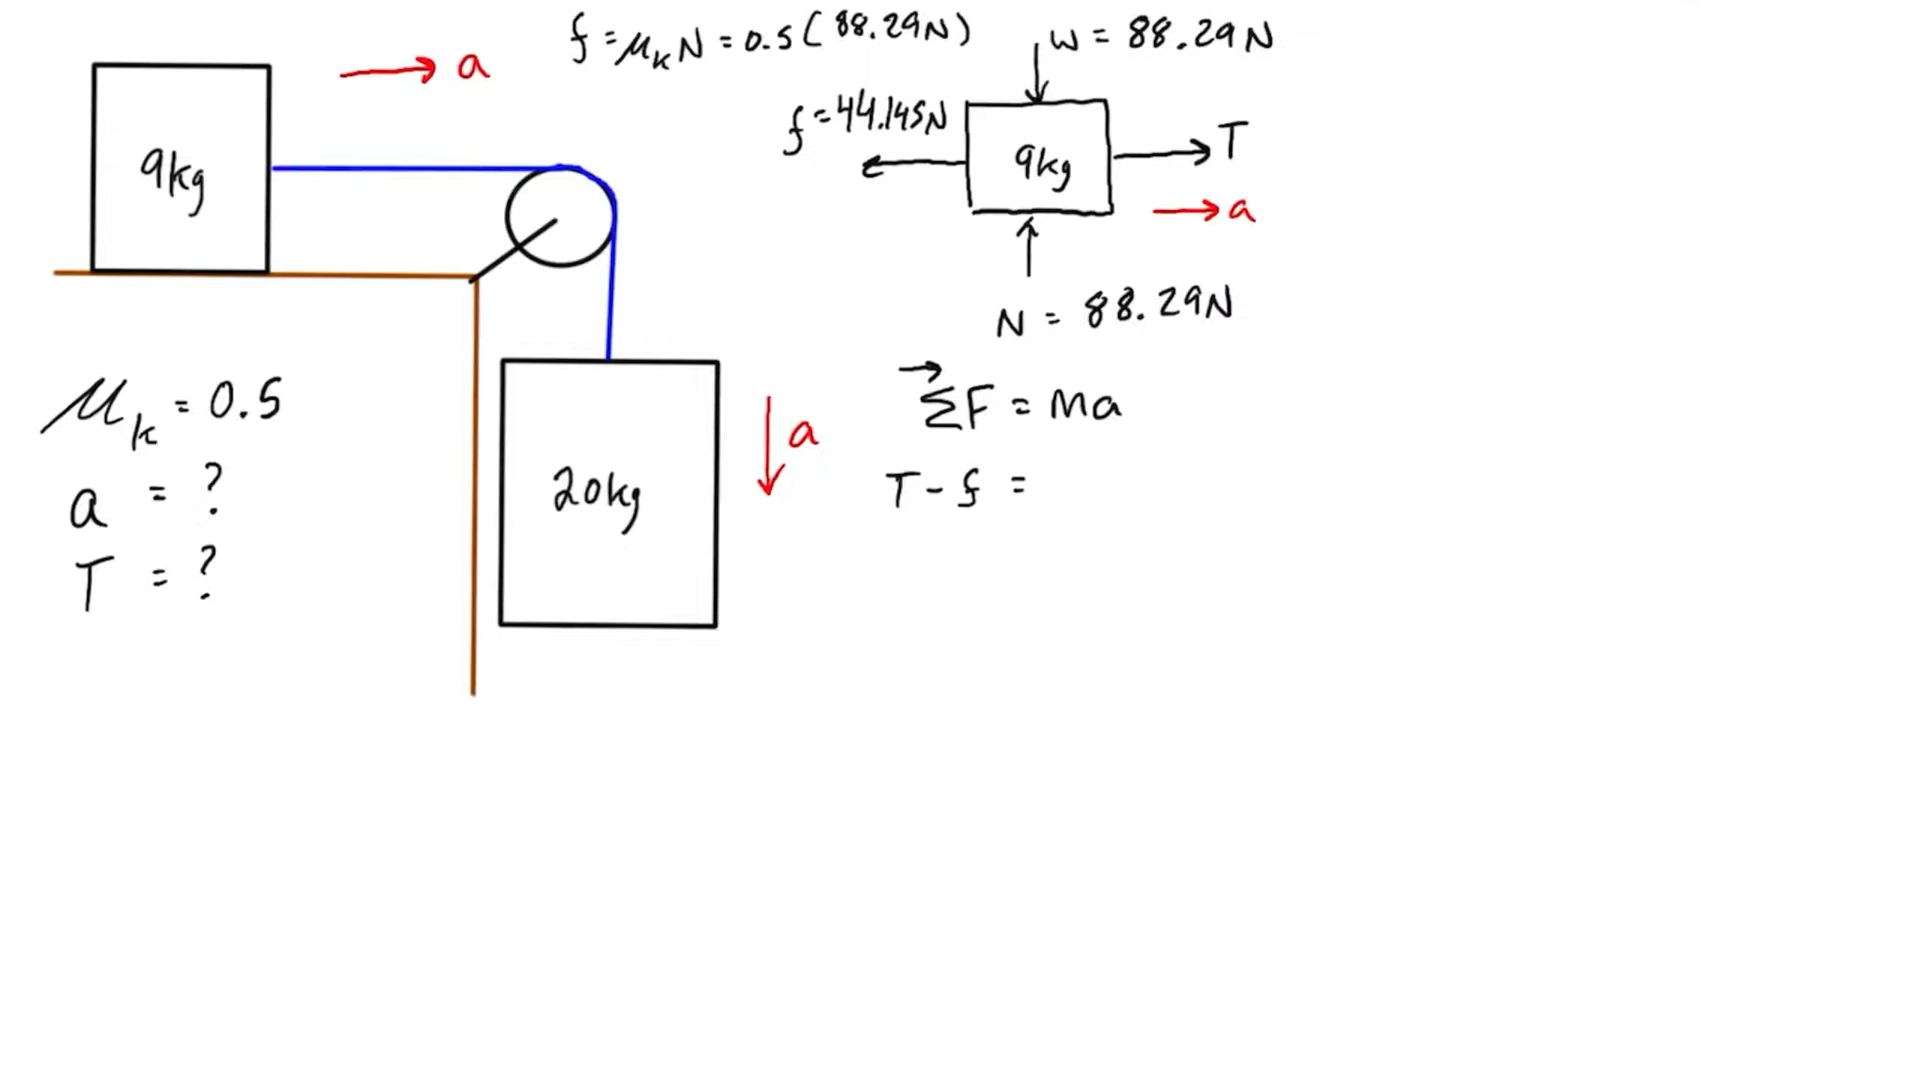 f = μₖN = 0.5(88.29N)
w = 88.29N
→ a
9kg
f = 44.145N
9kg
T
→ a
N = 88.29N
μₖ = 0.5
a = ?
T = ?
20kg
a
ΣF = Ma
T - f =